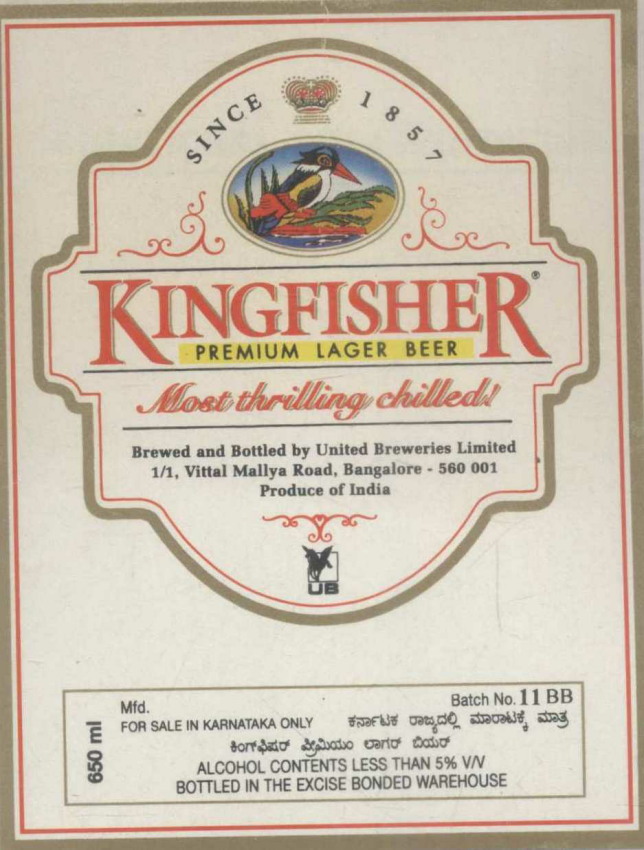 SINCE 1857
KINGFISHER®
PREMIUM LAGER BEER
Most thrilling chilled!
Brewed and Bottled by United Breweries Limited
1/1, Vittal Mallya Road, Bangalore - 560 001
Produce of India
UB
650 ml
Mfd. Batch No. 11 BB
FOR SALE IN KARNATAKA ONLY ಕರ್ನಾಟಕ ರಾಜ್ಯದಲ್ಲಿ ಮಾರಾಟಕ್ಕೆ ಮಾತ್ರ
ಕಿಂಗ್‌ಫಿಷರ್ ಪ್ರೀಮಿಯಂ ಲಾಗರ್ ಬಿಯರ್
ALCOHOL CONTENTS LESS THAN 5% V/V
BOTTLED IN THE EXCISE BONDED WAREHOUSE